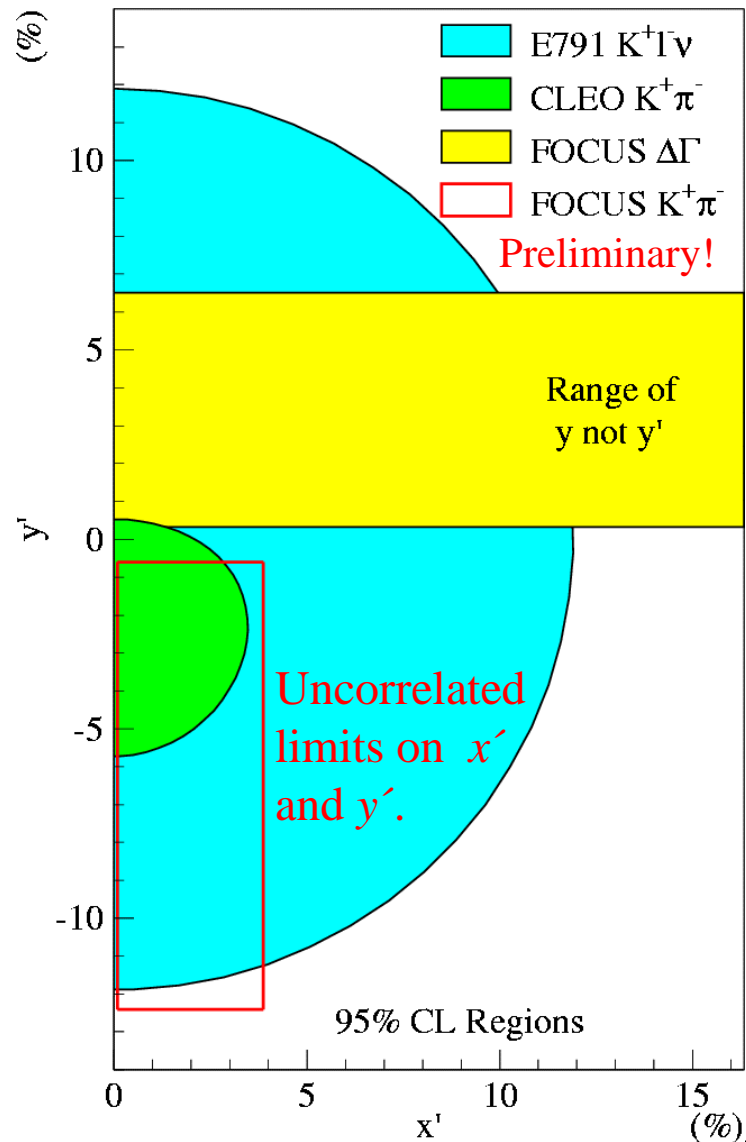 (%)
E791 K⁺l⁻ν
CLEO K⁺π⁻
FOCUS ΔΓ
FOCUS K⁺π⁻
Preliminary!
10
5
Range of
y not y'
0
y'
Uncorrelated
limits on x´
and y´.
-5
-10
95% CL Regions
0 5 10 15
x' (%)